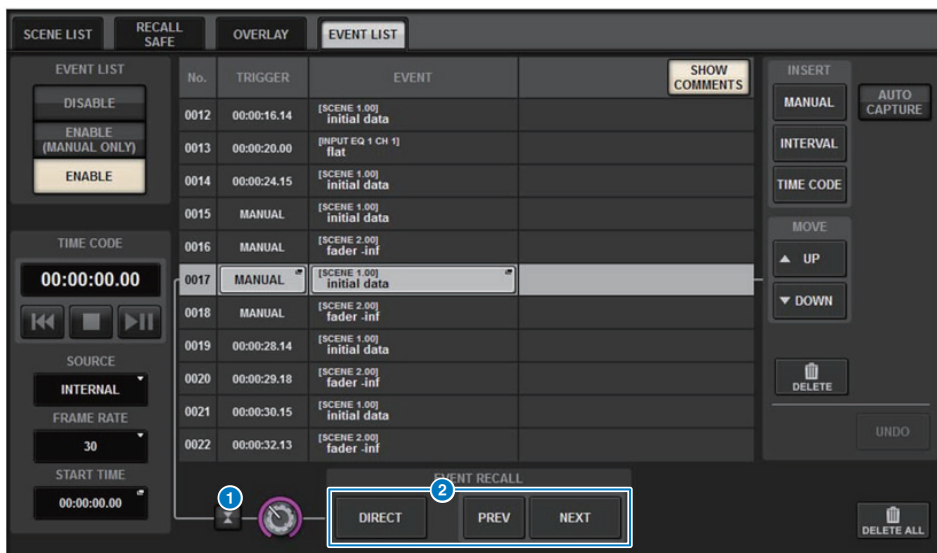 SCENE LIST
RECALL
SAFE
OVERLAY
EVENT LIST
EVENT LIST
DISABLE
ENABLE
(MANUAL ONLY)
ENABLE
TIME CODE
00:00:00.00
SOURCE
INTERNAL
FRAME RATE
30
START TIME
00:00:00.00
No. TRIGGER EVENT SHOW COMMENTS
0012 00:00:16.14 [SCENE 1.00] initial data
0013 00:00:20.00 [INPUT EQ 1 CH 1] flat
0014 00:00:24.15 [SCENE 1.00] initial data
0015 MANUAL [SCENE 1.00] initial data
0016 MANUAL [SCENE 2.00] fader -inf
0017 MANUAL [SCENE 1.00] initial data
0018 MANUAL [SCENE 2.00] fader -inf
0019 00:00:28.14 [SCENE 1.00] initial data
0020 00:00:29.18 [SCENE 2.00] fader -inf
0021 00:00:30.15 [SCENE 1.00] initial data
0022 00:00:32.13 [SCENE 2.00] fader -inf
INSERT
MANUAL
INTERVAL
TIME CODE
AUTO
CAPTURE
MOVE
UP
DOWN
DELETE
UNDO
1
EVENT RECALL
2
DIRECT PREV NEXT
DELETE ALL